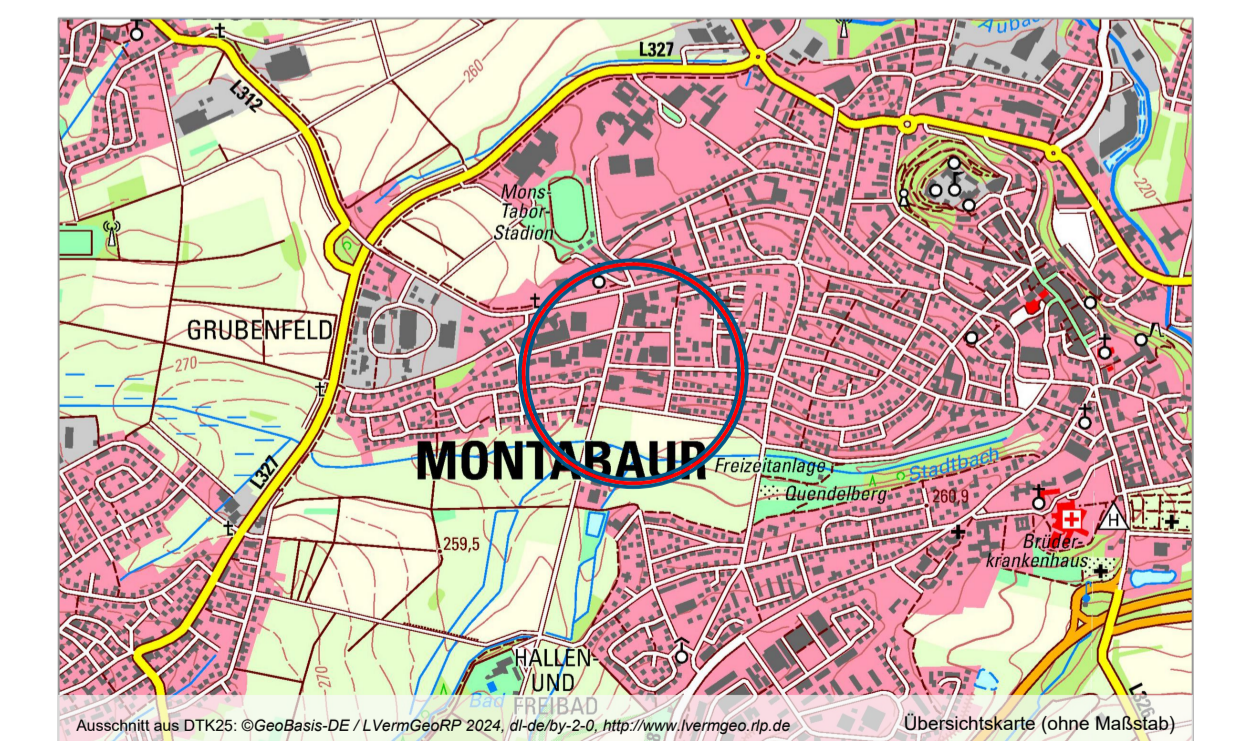 L327
Aubac
L312
260
Mons-
Tabor-
Stadion
220
GRUBENFELD
270
MONTABAUR
Freizeitanlage
Quendelberg
Stadtbach
260,9
L327
259,5
H
Brüder-
krankenhaus
270
HALLEN-
UND
FREIBAD
Bad
L326
Ausschnitt aus DTK25: ©GeoBasis-DE / LVermGeoRP 2024, dl-de/by-2-0, http://www.lvermgeo.rlp.de
Übersichtskarte (ohne Maßstab)